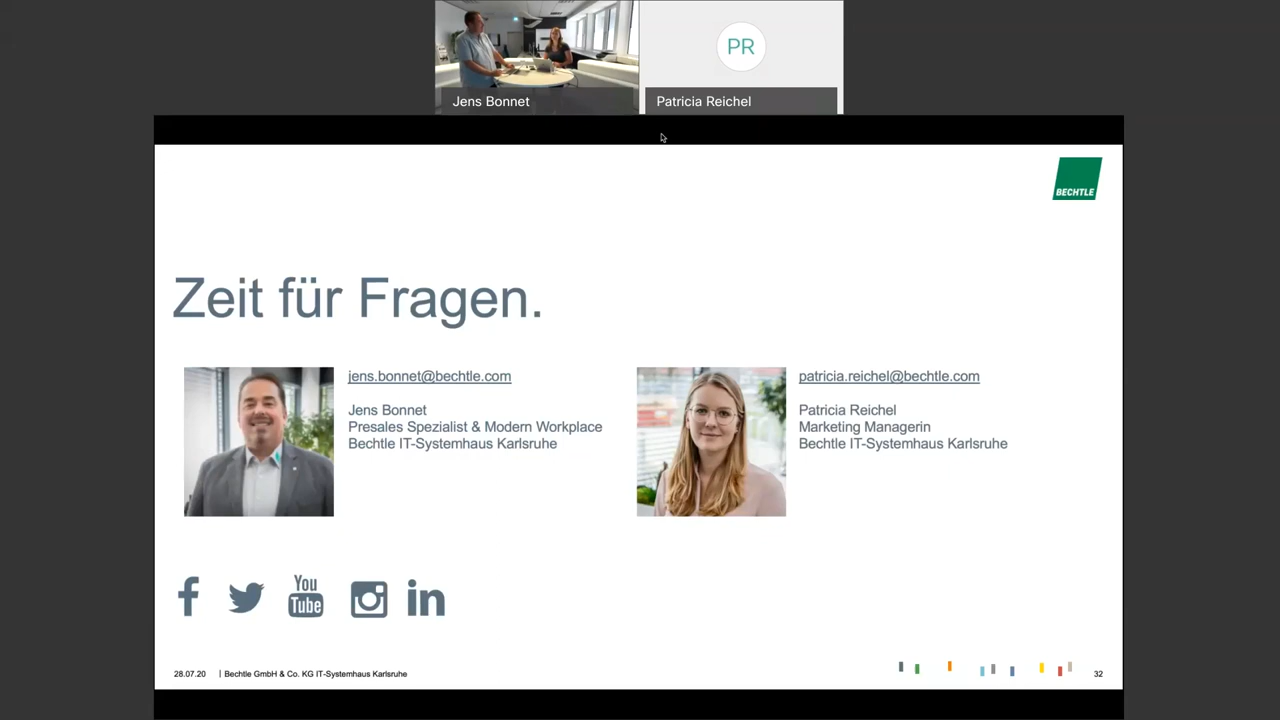 PR
Jens Bonnet
Patricia Reichel
BECHTLE
Zeit für Fragen.
jens.bonnet@bechtle.com
Jens Bonnet
Presales Spezialist & Modern Workplace
Bechtle IT-Systemhaus Karlsruhe
patricia.reichel@bechtle.com
Patricia Reichel
Marketing Managerin
Bechtle IT-Systemhaus Karlsruhe
f
You
Tube
in
28.07.20 | Bechtle GmbH & Co. KG IT-Systemhaus Karlsruhe
32